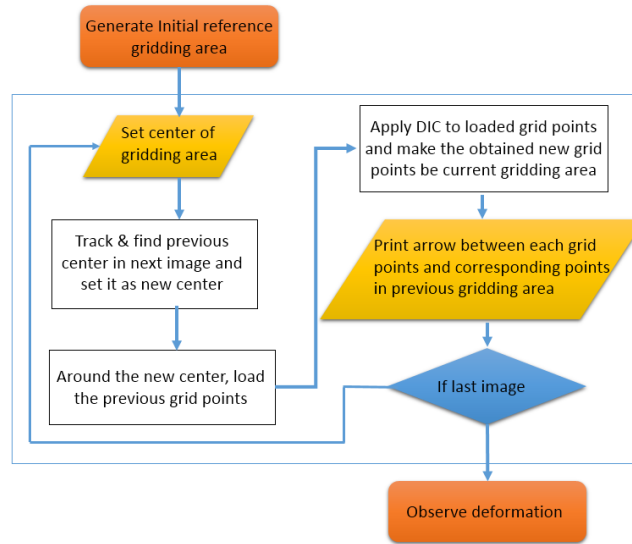 Generate Initial reference
gridding area
Set center of
gridding area
Track & find previous
center in next image and
set it as new center
Around the new center, load
the previous grid points
Apply DIC to loaded grid points
and make the obtained new grid
points be current gridding area
Print arrow between each grid
points and corresponding points
in previous gridding area
If last image
Observe deformation